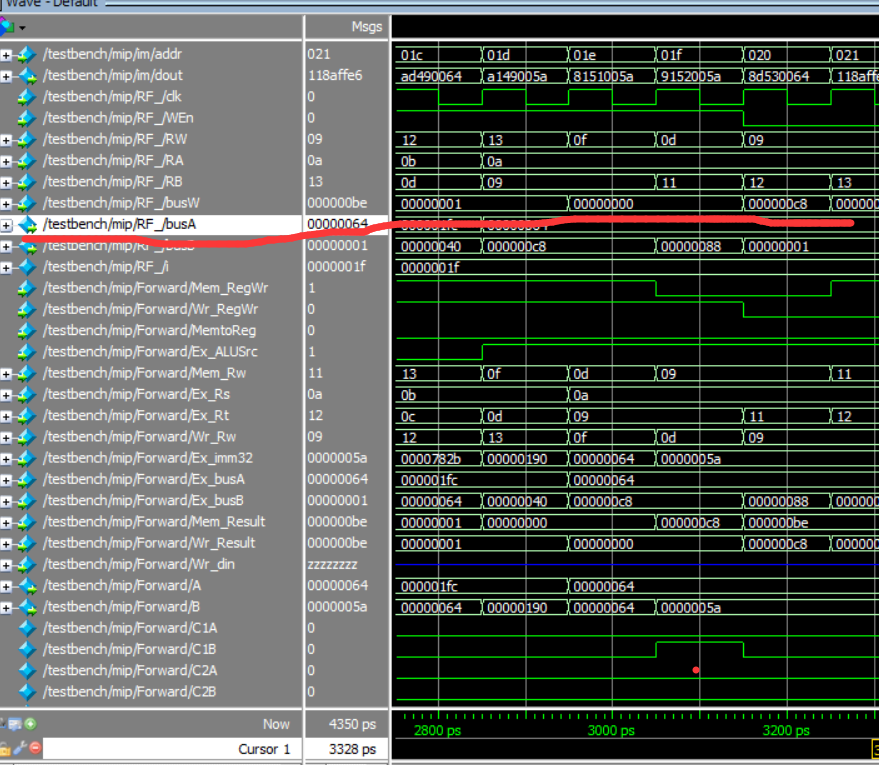 Wave - Default
Msgs
/testbench/mip/im/addr 021 01c 01d 01e 01f 020 021
/testbench/mip/im/dout 118affe6 ad490064 a149005a 8151005a 9152005a 8d530064 118affe
/testbench/mip/RF_/clk 0
/testbench/mip/RF_/WEn 0
/testbench/mip/RF_/RW 09 12 13 0f 0d 09
/testbench/mip/RF_/RA 0a 0b 0a
/testbench/mip/RF_/RB 13 0d 09 11 12 13
/testbench/mip/RF_/busW 000000be 00000001 00000000 000000c8 000000
/testbench/mip/RF_/busA 00000064 000001fc 00000064
/testbench/mip/RF_/busB 00000001 00000040 000000c8 00000088 00000001
/testbench/mip/RF_/i 0000001f 0000001f
/testbench/mip/Forward/Mem_RegWr 1
/testbench/mip/Forward/Wr_RegWr 0
/testbench/mip/Forward/MemtoReg 0
/testbench/mip/Forward/Ex_ALUSrc 1
/testbench/mip/Forward/Mem_Rw 11 13 0f 0d 09 11
/testbench/mip/Forward/Ex_Rs 0a 0b 0a
/testbench/mip/Forward/Ex_Rt 12 0c 0d 09 11 12
/testbench/mip/Forward/Wr_Rw 09 12 13 0f 0d 09
/testbench/mip/Forward/Ex_imm32 0000005a 0000782b 00000190 00000064 0000005a
/testbench/mip/Forward/Ex_busA 00000064 000001fc 00000064
/testbench/mip/Forward/Ex_busB 00000001 00000064 00000040 000000c8 00000088 000000
/testbench/mip/Forward/Mem_Result 000000be 00000001 00000000 000000c8 000000be
/testbench/mip/Forward/Wr_Result 000000be 00000001 00000000 000000c8 000000
/testbench/mip/Forward/Wr_din zzzzzzzz
/testbench/mip/Forward/A 00000064 000001fc 00000064
/testbench/mip/Forward/B 0000005a 00000064 00000190 00000064 0000005a
/testbench/mip/Forward/C1A 0
/testbench/mip/Forward/C1B 0
/testbench/mip/Forward/C2A 0
/testbench/mip/Forward/C2B 0
Now 4350 ps 2800 ps 3000 ps 3200 ps
Cursor 1 3328 ps